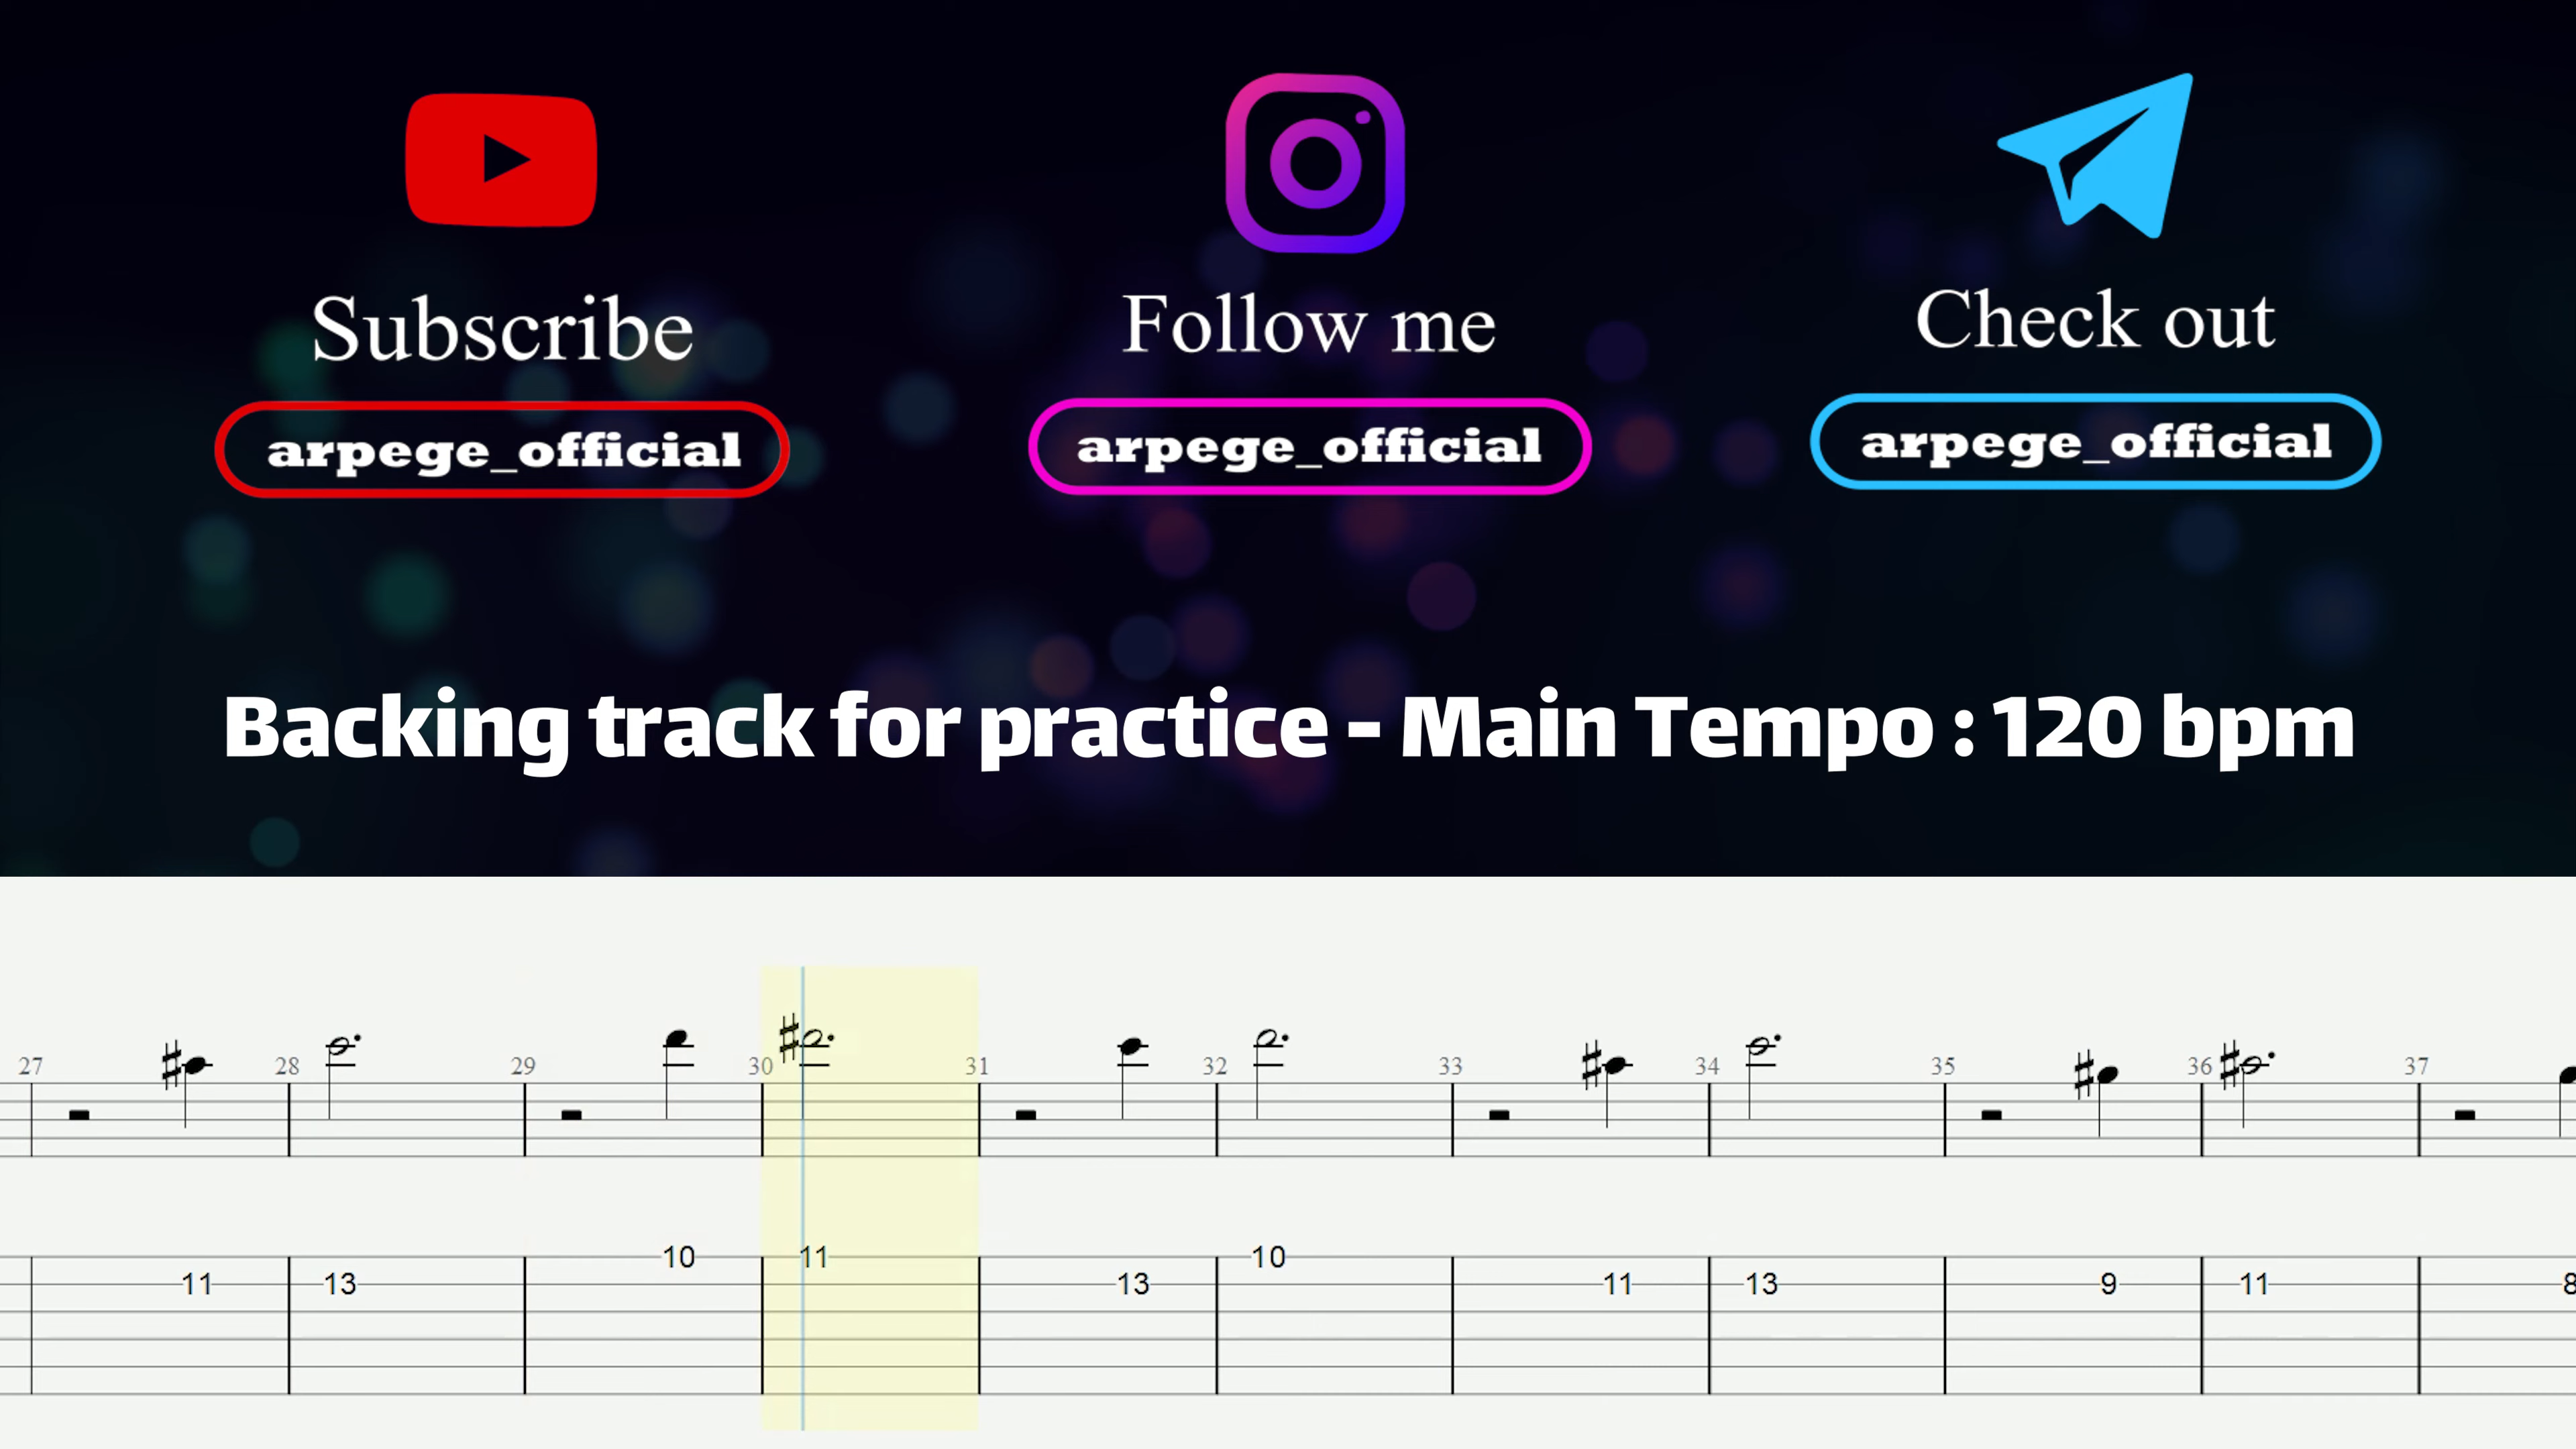 Subscribe Follow me Check out
arpege_official arpege_official arpege_official
Backing track for practice - Main Tempo : 120 bpm
27 28 29 30 31 32 33 34 35 36 37
10 11 10
11 13 13 11 13 9 11 8